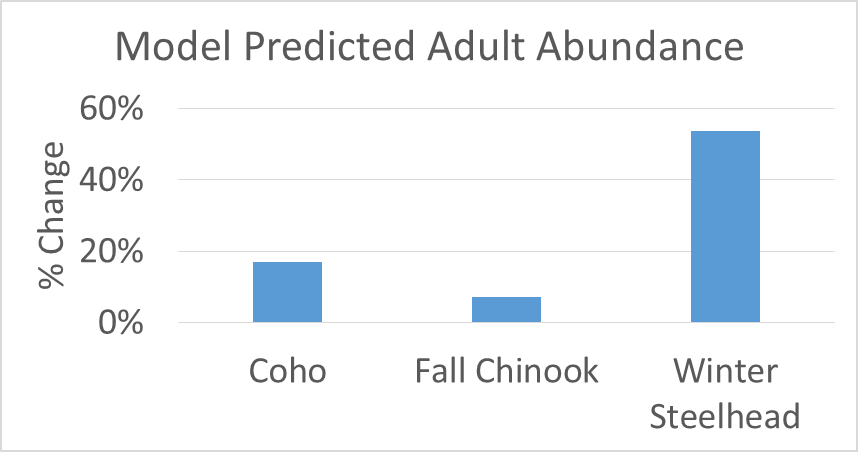 Model Predicted Adult Abundance
% Change
60%
40%
20%
0%
Coho
Fall Chinook
Winter
Steelhead